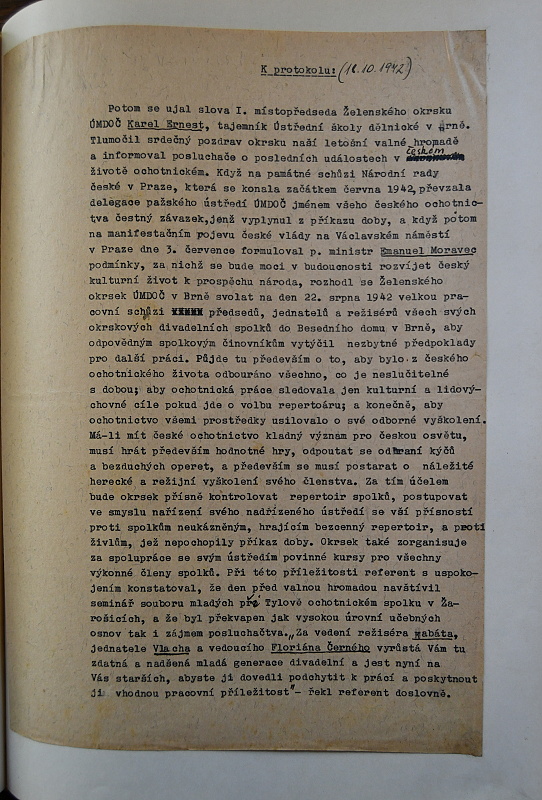 K protokolu: (11.10.1942)
Potom se ujal slova I. místopředseda Želenského okrsku
ÚMDOČ Karel Ernest, tajemník Ústřední školy dělnické v Brně.
Tlumočil srdečný pozdrav okrsku naší letošní valné hromadě
a informoval posluchače o posledních událostech v českém
životě ochotnickém. Když na památné schůzi Národní rady
české v Praze, která se konala začátkem června 1942, převzala
delegace pažského ústředí ÚMDOČ jménem všeho českého ochotnic-
tva čestný závazek,jenž vyplynul z příkazu doby, a když potom
na manifestačním projevu české vlády na Václavském náměstí
v Praze dne 3. července formuloval p. ministr Emanuel Moravec
podmínky, za nichž se bude moci v budoucnosti rozvíjet český
kulturní život k prospěchu národa, rozhodl se Želenského
okrsek ÚMDOČ v Brně svolat na den 22. srpna 1942 velkou pra-
covní schůzi předsedů, jednatelů a režisérů všech svých
okrskových divadelních spolků do Besedního domu v Brně, aby
odpovědným spolkovým činovníkům vytýčil nezbytné předpoklady
pro další práci. Půjde tu především o to, aby bylo z českého
ochotnického života odbouráno všechno, co je neslučitelné
s dobou; aby ochotnická práce sledovala jen kulturní a lidový-
chovné cíle pokud jde o volbu repertoáru; a konečně, aby
ochotnictvo všemi prostředky usilovalo o své odborné vyškolení.
Má-li mít české ochotnictvo kladný význam pro českou osvětu,
musí hrát především hodnotné hry, odpoutat se od hraní kýčů
a bezduchých operet, a především se musí postarat o náležité
herecké a režijní vyškolení svého členstva. Za tím účelem
bude okrsek přísně kontrolovat repertoir spolků, postupovat
ve smyslu nařízení svého nadřízeného ústředí se vší přísností
proti spolkům neukázněným, hrajícím bezcenný repertoir, a proti
živlům, jež nepochopily příkaz doby. Okrsek také zorganisuje
za spolupráce se svým ústředím povinné kursy pro všechny
výkonné členy spolků. Při této příležitosti referent s uspoko-
jením konstatoval, že den před valnou hromadou navštívil
seminář souboru mladých při Tylově ochotnickém spolku v Ža-
rošicích, a že byl překvapen jak vysokou úrovní učebných
osnov tak i zájmem posluchačtva. „Za vedení režiséra Habáta,
jednatele Vlacha a vedoucího Floriána Černého vyrůstá Vám tu
zdatná a nadšená mladá generace divadelní a jest nyní na
Vás starších, abyste ji dovedli podchytit k práci a poskytnout
ji vhodnou pracovní příležitost" - řekl referent doslovně.